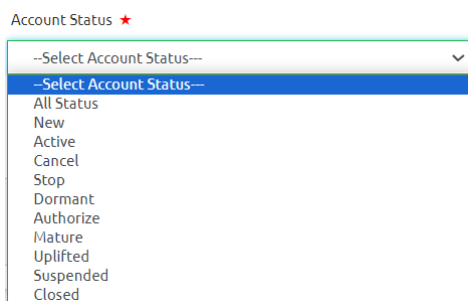 Account Status ★
--Select Account Status---
--Select Account Status---
All Status
New
Active
Cancel
Stop
Dormant
Authorize
Mature
Uplifted
Suspended
Closed